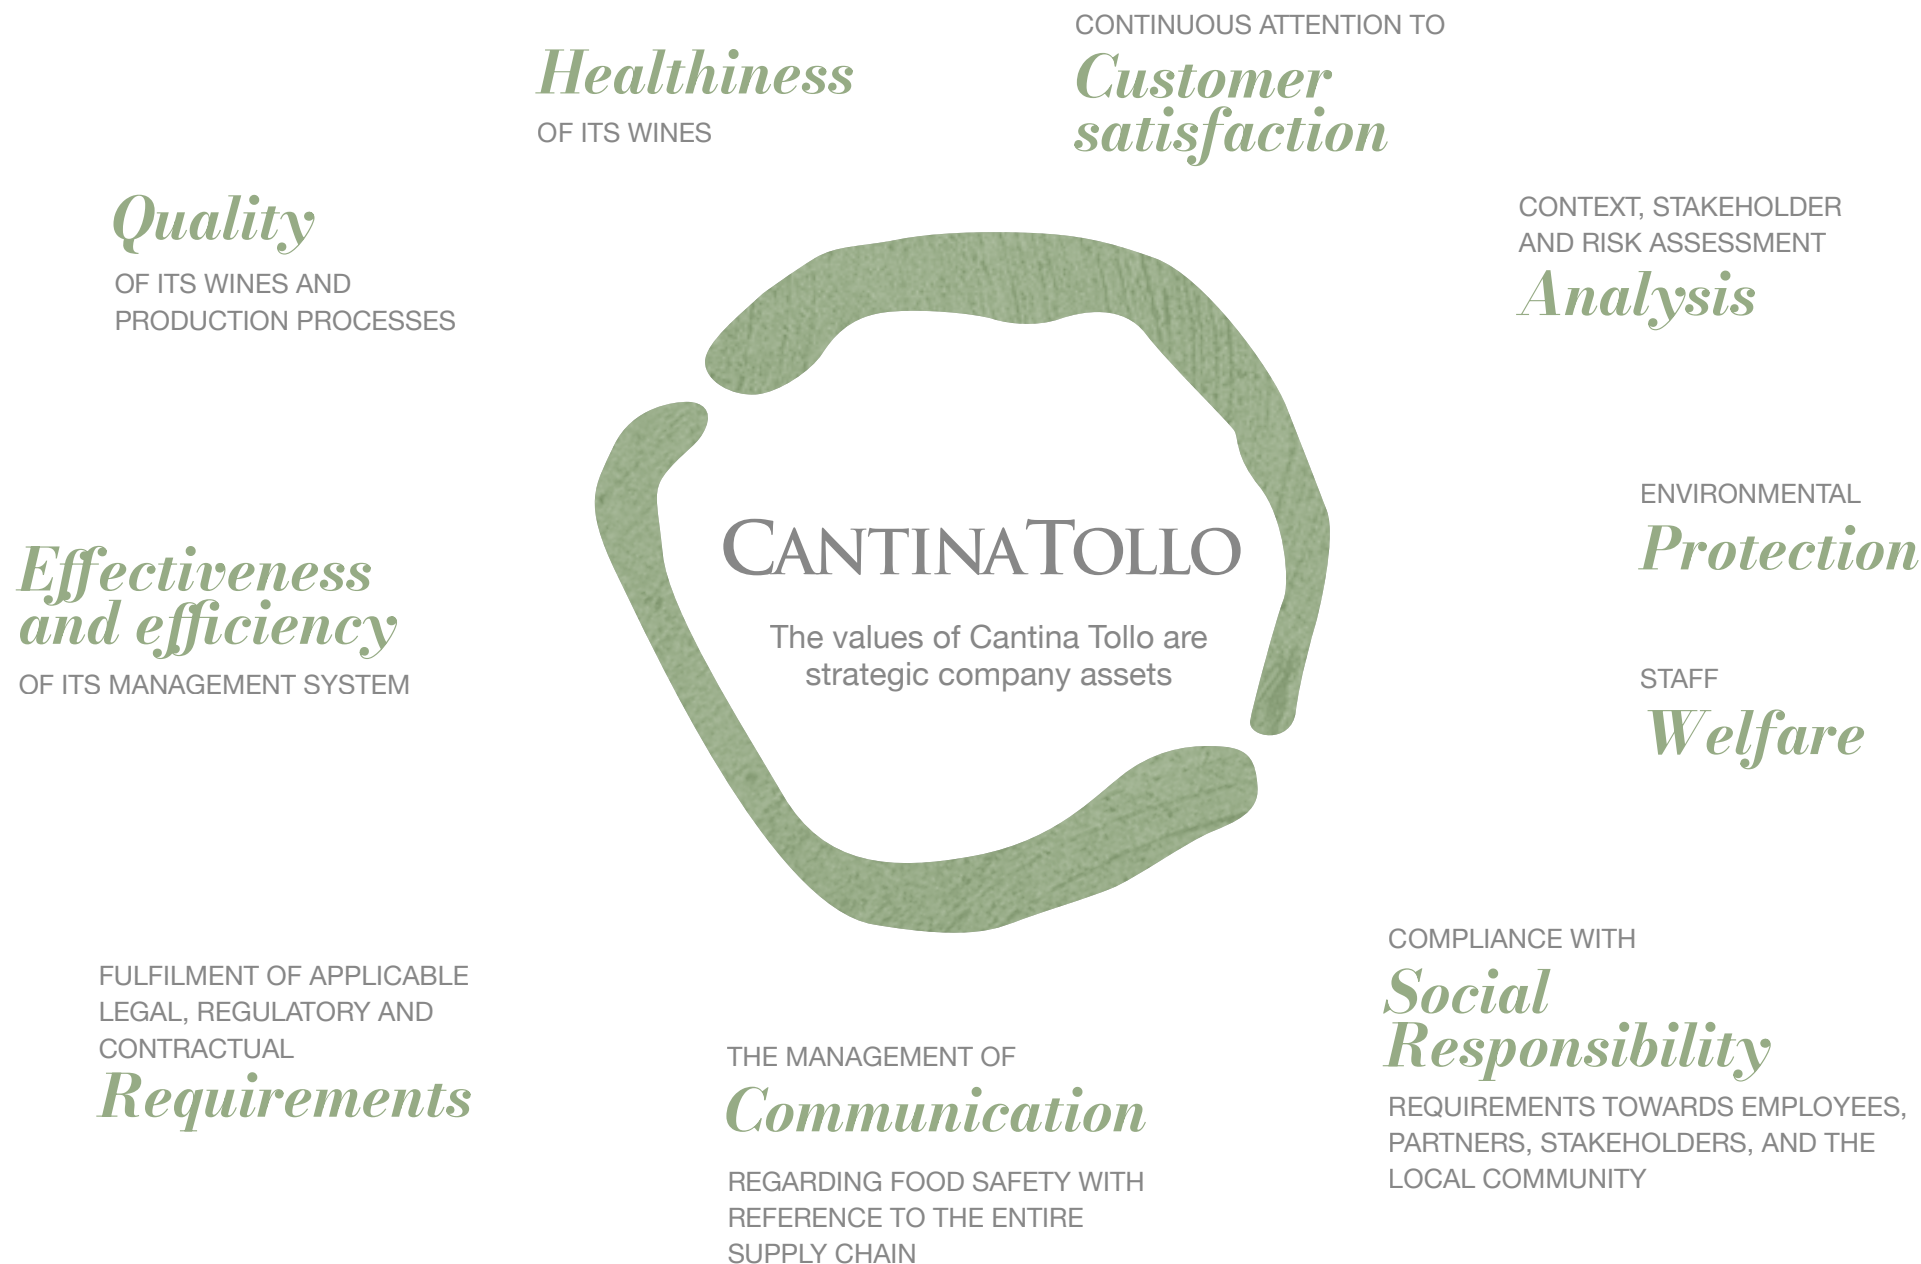 CONTINUOUS ATTENTION TO
Customer
satisfaction
Healthiness
OF ITS WINES
Quality
OF ITS WINES AND
PRODUCTION PROCESSES
CONTEXT, STAKEHOLDER
AND RISK ASSESSMENT
Analysis
ENVIRONMENTAL
Protection
CANTINA TOLLO
The values of Cantina Tollo are
strategic company assets
Effectiveness
and efficiency
OF ITS MANAGEMENT SYSTEM
STAFF
Welfare
COMPLIANCE WITH
Social
Responsibility
REQUIREMENTS TOWARDS EMPLOYEES,
PARTNERS, STAKEHOLDERS, AND THE
LOCAL COMMUNITY
FULFILMENT OF APPLICABLE
LEGAL, REGULATORY AND
CONTRACTUAL
Requirements
THE MANAGEMENT OF
Communication
REGARDING FOOD SAFETY WITH
REFERENCE TO THE ENTIRE
SUPPLY CHAIN